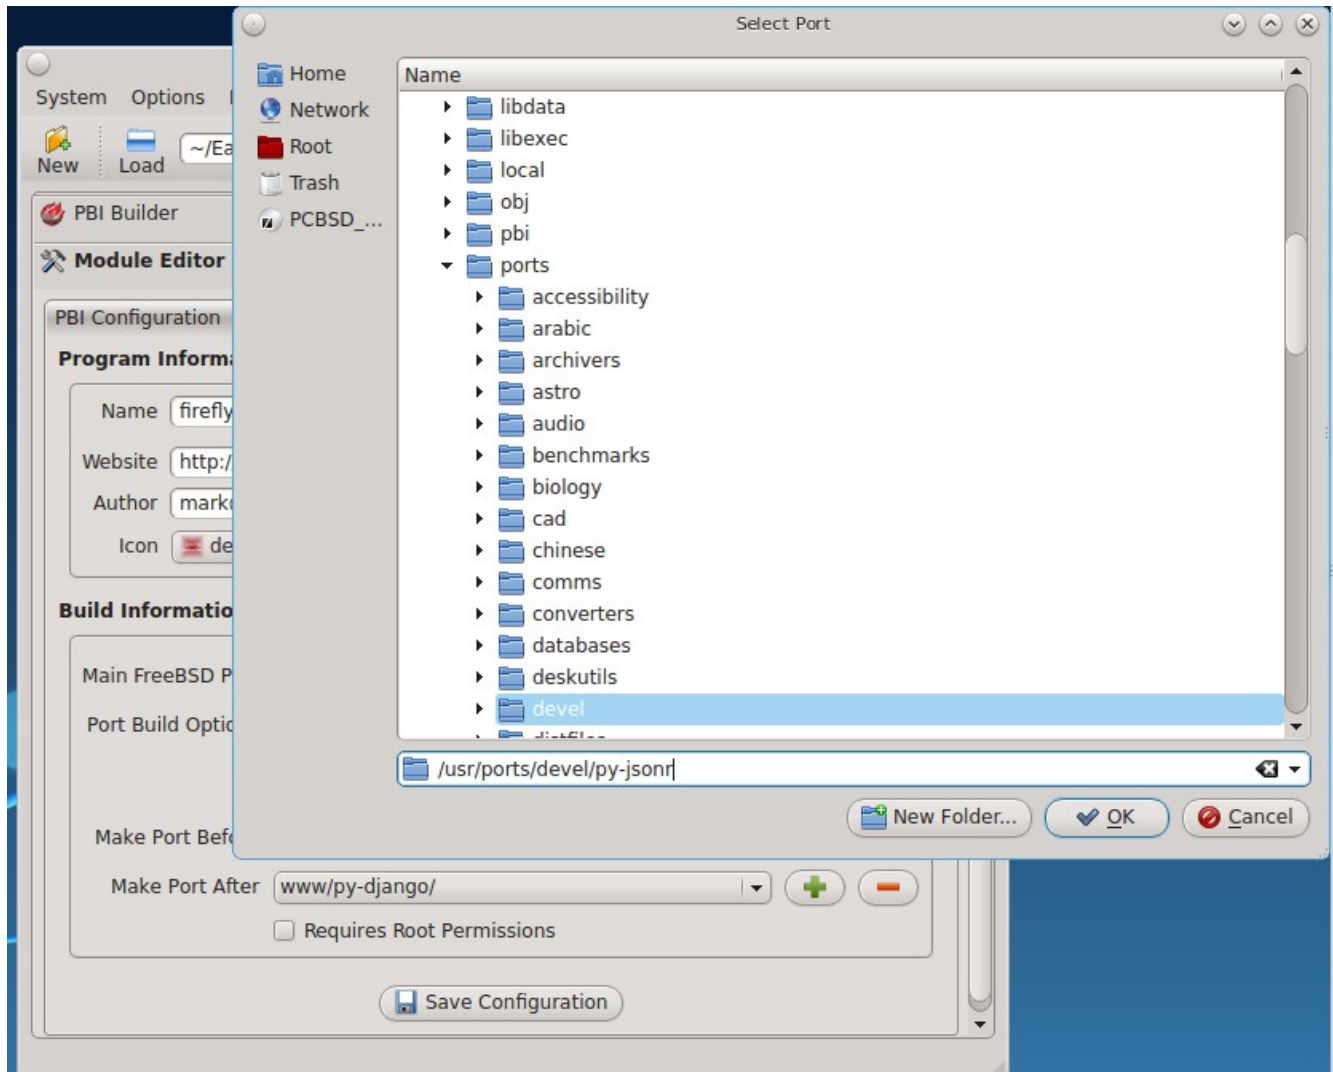 Select Port
System Options
New Load ~/Ea
PBI Builder
Module Editor
PBI Configuration
Program Informa
Name firefly
Website http:/
Author mark
Icon de
Build Informatio
Main FreeBSD P
Port Build Optio
Make Port Befo
Make Port After www/py-django/
Requires Root Permissions
Save Configuration
Home
Network
Root
Trash
PCBSD_...
Name
libdata
libexec
local
obj
pbi
ports
accessibility
arabic
archivers
astro
audio
benchmarks
biology
cad
chinese
comms
converters
databases
deskutils
devel
distfiles
/usr/ports/devel/py-jsonr
New Folder... OK Cancel